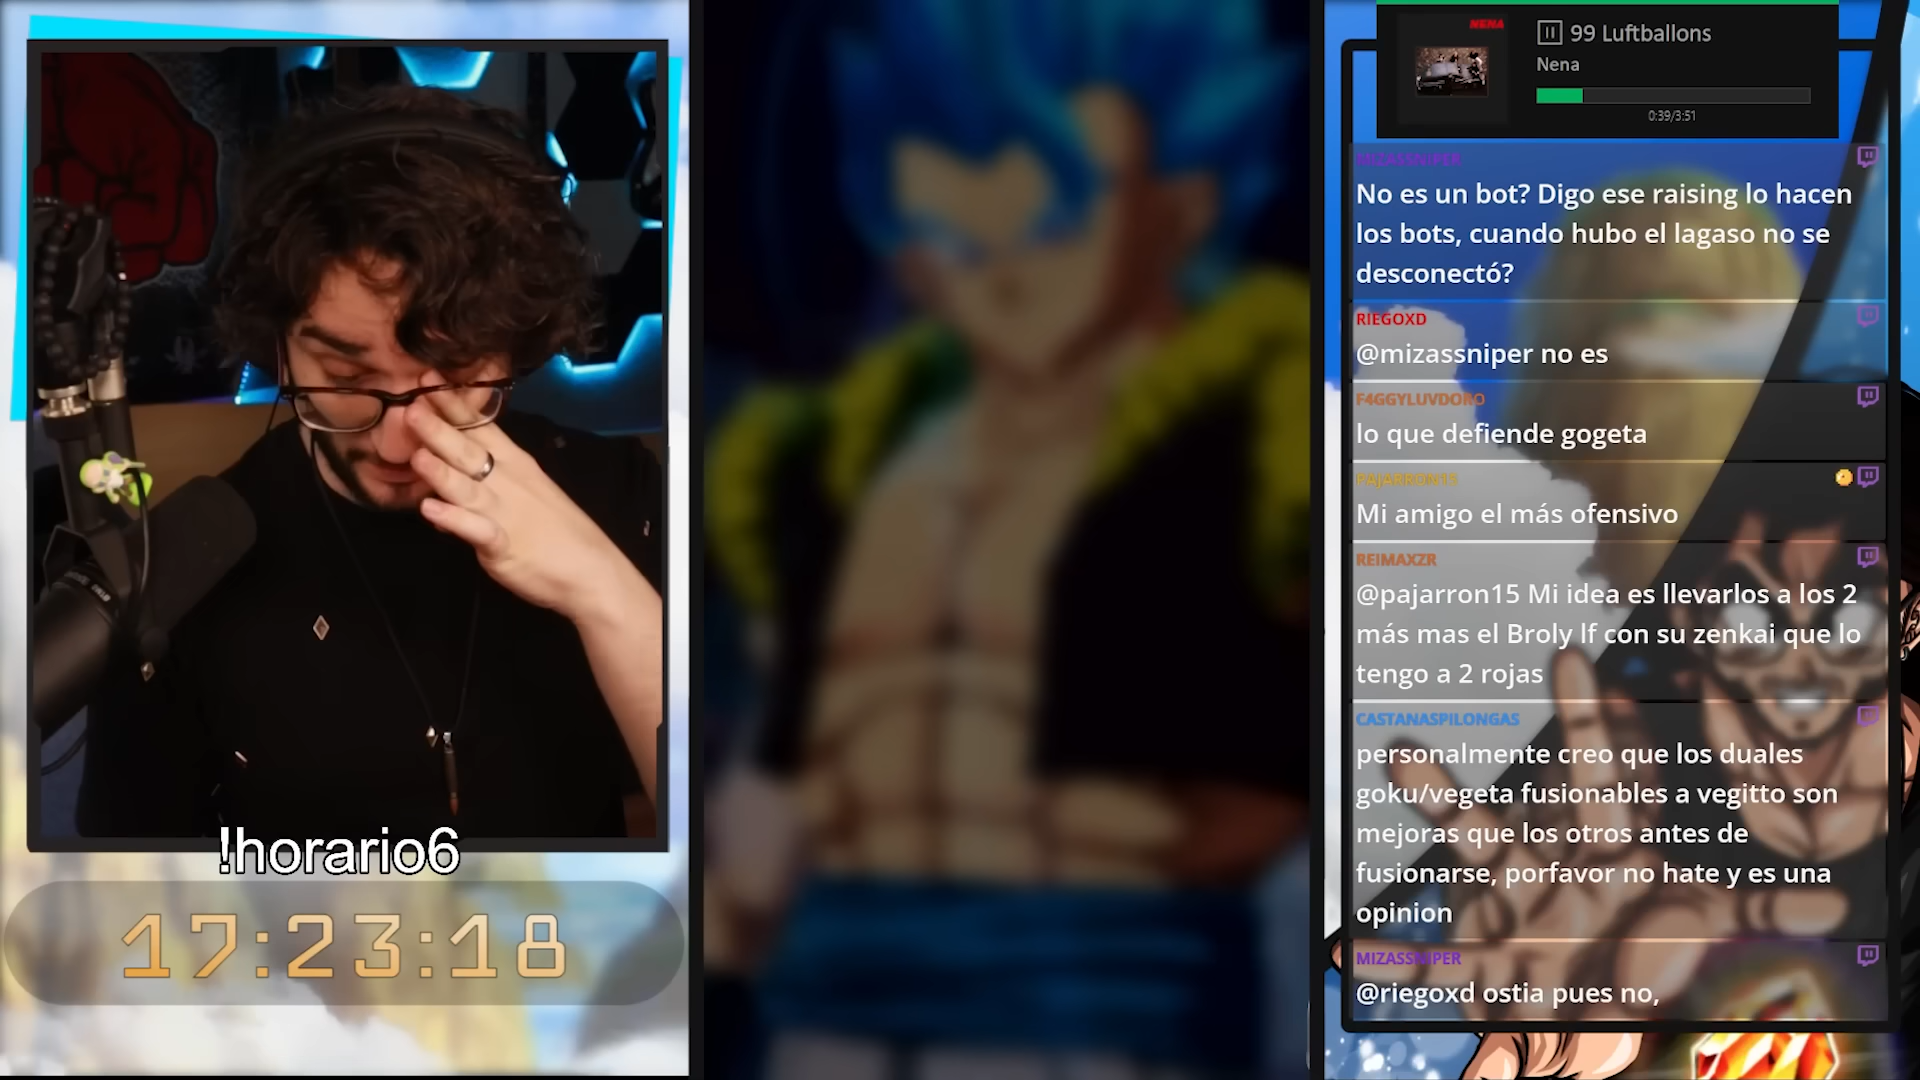 !horario6
17:23:18
NENA
99 Luftballons
Nena
0:39/3:51
MIZASSNIPER
No es un bot? Digo ese raising lo hacen
los bots, cuando hubo el lagaso no se
desconectó?
RIEGOXD
@mizassniper no es
F4GGYLUVDORO
lo que defiende gogeta
PAJARRON15
Mi amigo el más ofensivo
REIMAXZR
@pajarron15 Mi idea es llevarlos a los 2
más mas el Broly lf con su zenkai que lo
tengo a 2 rojas
CASTANASPILONGAS
personalmente creo que los duales
goku/vegeta fusionables a vegitto son
mejoras que los otros antes de
fusionarse, porfavor no hate y es una
opinion
MIZASSNIPER
@riegoxd ostia pues no,